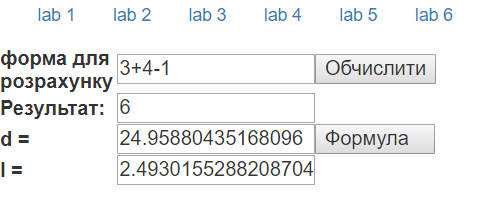 lab 1 lab 2 lab 3 lab 4 lab 5 lab 6
форма для
розрахунку
3+4-1 Обчислити
Результат: 6
d = 24.95880435168096 Формула
l = 2.4930155288208704